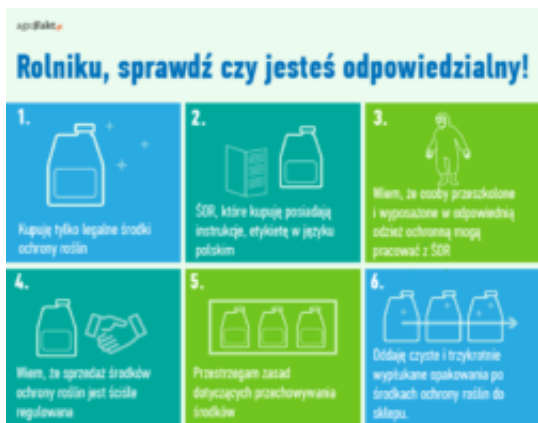 agrofakt
Rolniku, sprawdź czy jesteś odpowiedzialny!
1.
Kupuję tylko legalne środki
ochrony roślin
2.
ŚOR, które kupuję posiadają
instrukcje, etykietę w języku
polskim
3.
Wiem, że osoby przeszkolone
i wyposażone w odpowiednią
odzież ochronną mogą
pracować z ŚOR
4.
Wiem, że sprzedaż środków
ochrony roślin jest ściśle
regulowana
5.
Przestrzegam zasad
dotyczących przechowywania
środków
6.
Oddaję czyste i trzykrotnie
wypłukane opakowania po
środkach ochrony roślin do
sklepu.